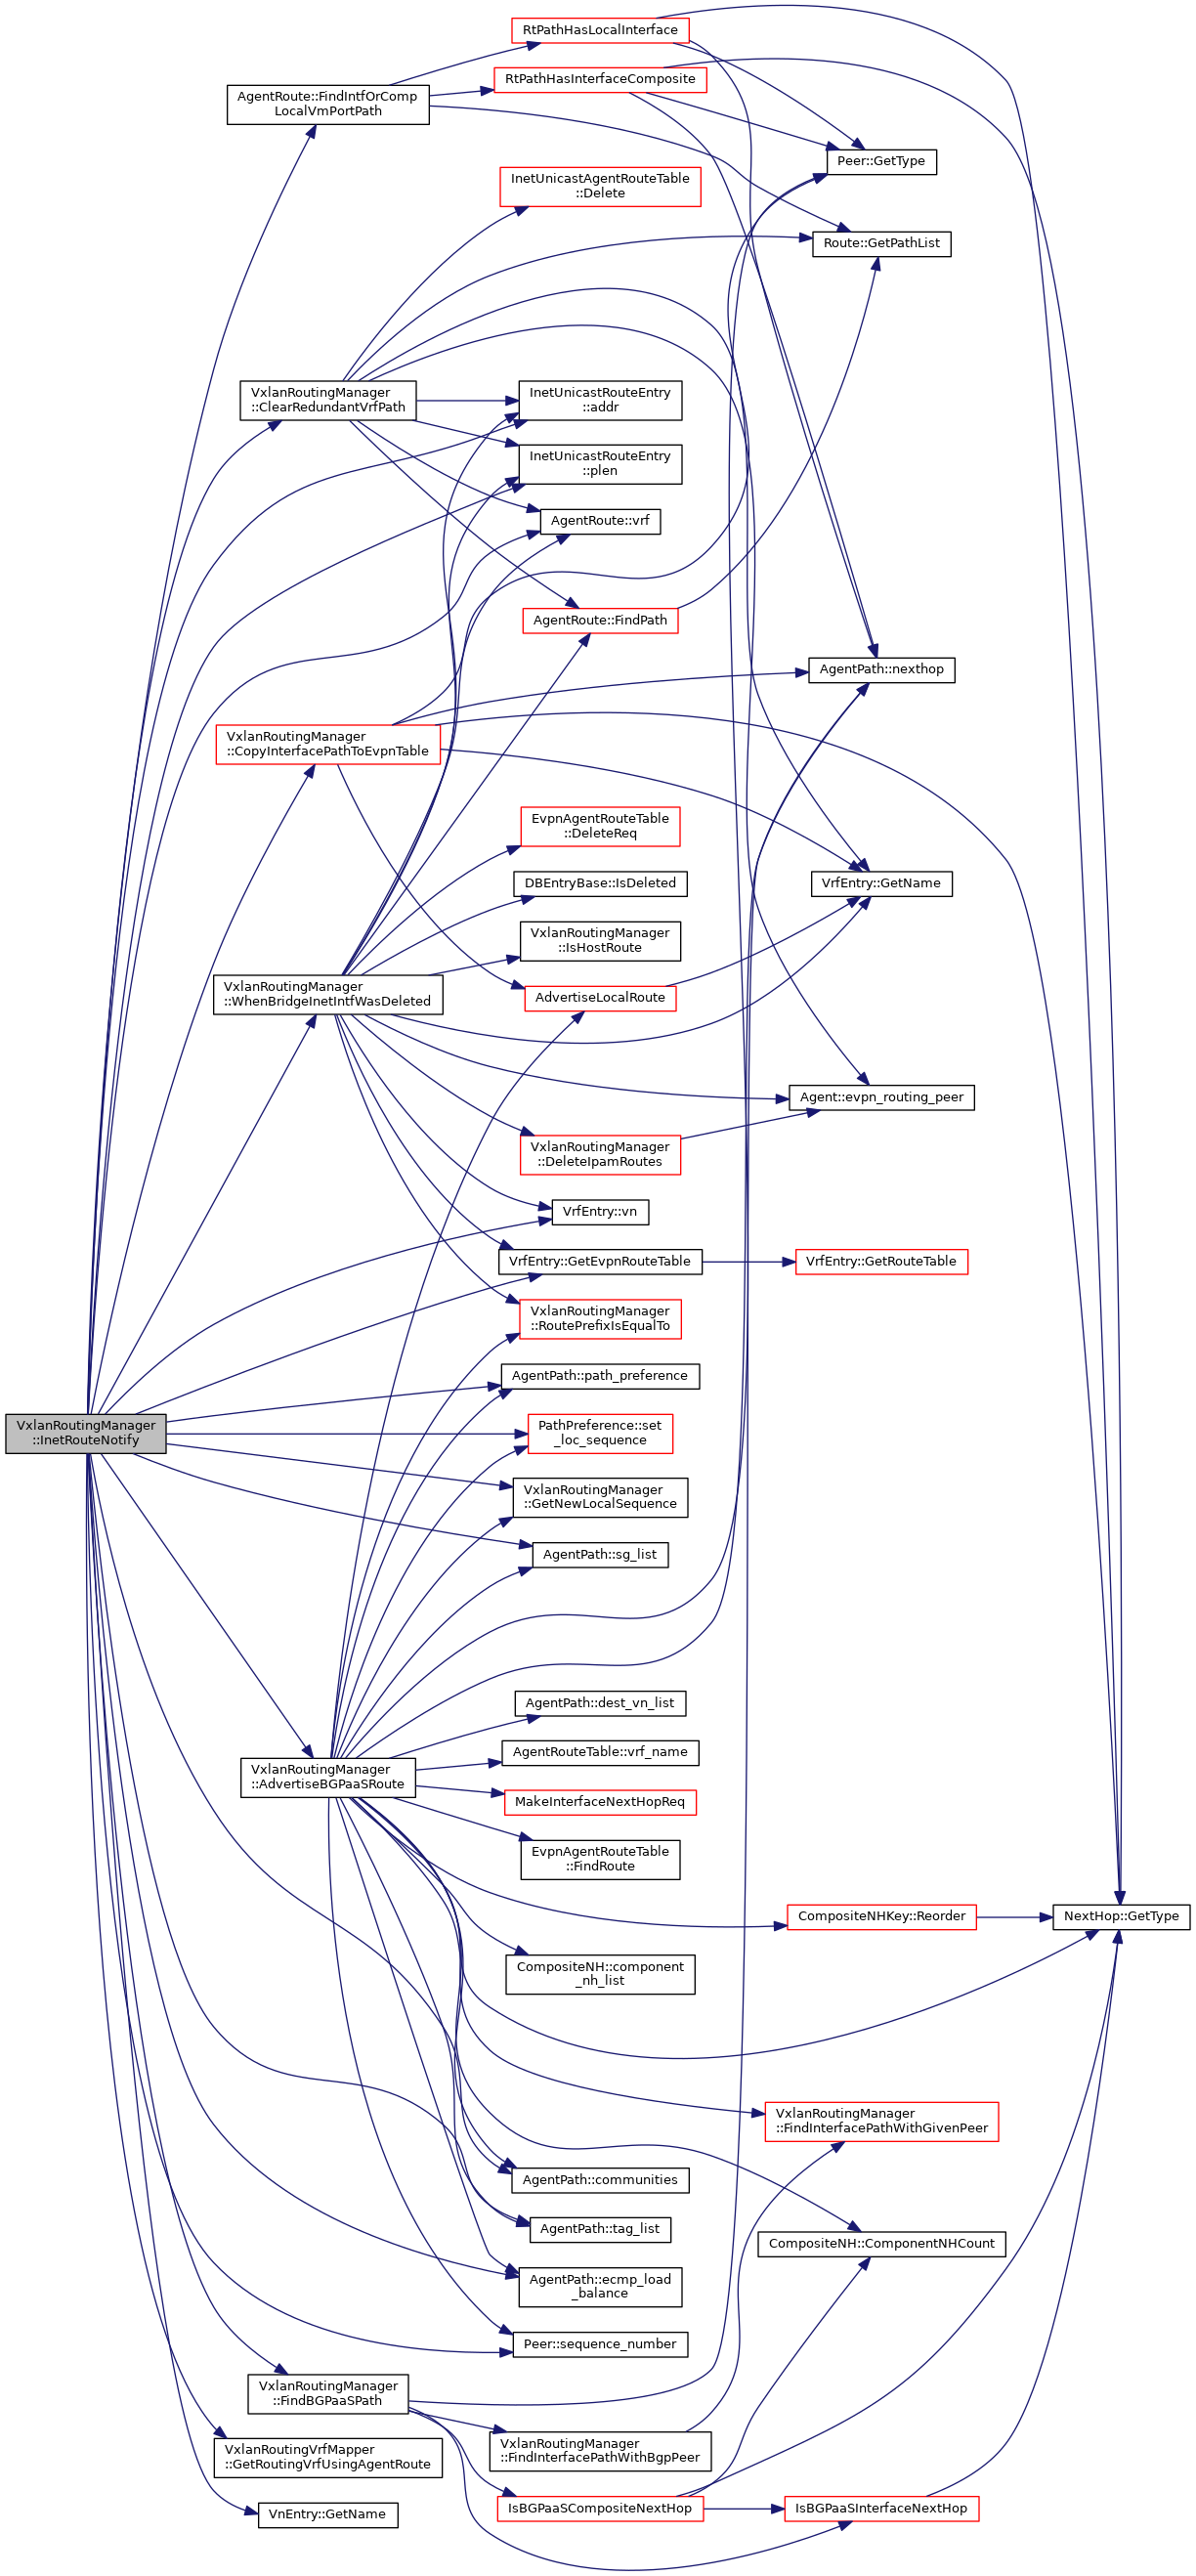 RtPathHasLocalInterface
RtPathHasInterfaceComposite
AgentRoute::FindIntfOrComp
LocalVmPortPath
Peer::GetType
InetUnicastAgentRouteTable
::Delete
Route::GetPathList
VxlanRoutingManager
::ClearRedundantVrfPath
InetUnicastRouteEntry
::addr
InetUnicastRouteEntry
::plen
AgentRoute::vrf
AgentRoute::FindPath
AgentPath::nexthop
VxlanRoutingManager
::CopyInterfacePathToEvpnTable
EvpnAgentRouteTable
::DeleteReq
DBEntryBase::IsDeleted
VrfEntry::GetName
VxlanRoutingManager
::IsHostRoute
VxlanRoutingManager
::WhenBridgeInetIntfWasDeleted
AdvertiseLocalRoute
Agent::evpn_routing_peer
VxlanRoutingManager
::DeleteIpamRoutes
VrfEntry::vn
VrfEntry::GetEvpnRouteTable
VrfEntry::GetRouteTable
VxlanRoutingManager
::RoutePrefixIsEqualTo
AgentPath::path_preference
VxlanRoutingManager
::InetRouteNotify
PathPreference::set
_loc_sequence
VxlanRoutingManager
::GetNewLocalSequence
AgentPath::sg_list
AgentPath::dest_vn_list
AgentRouteTable::vrf_name
VxlanRoutingManager
::AdvertiseBGPaaSRoute
MakeInterfaceNextHopReq
EvpnAgentRouteTable
::FindRoute
CompositeNHKey::Reorder
NextHop::GetType
CompositeNH::component
_nh_list
VxlanRoutingManager
::FindInterfacePathWithGivenPeer
AgentPath::communities
AgentPath::tag_list
CompositeNH::ComponentNHCount
AgentPath::ecmp_load
_balance
Peer::sequence_number
VxlanRoutingManager
::FindBGPaaSPath
VxlanRoutingManager
::FindInterfacePathWithBgpPeer
VxlanRoutingVrfMapper
::GetRoutingVrfUsingAgentRoute
IsBGPaaSCompositeNextHop
IsBGPaaSInterfaceNextHop
VnEntry::GetName